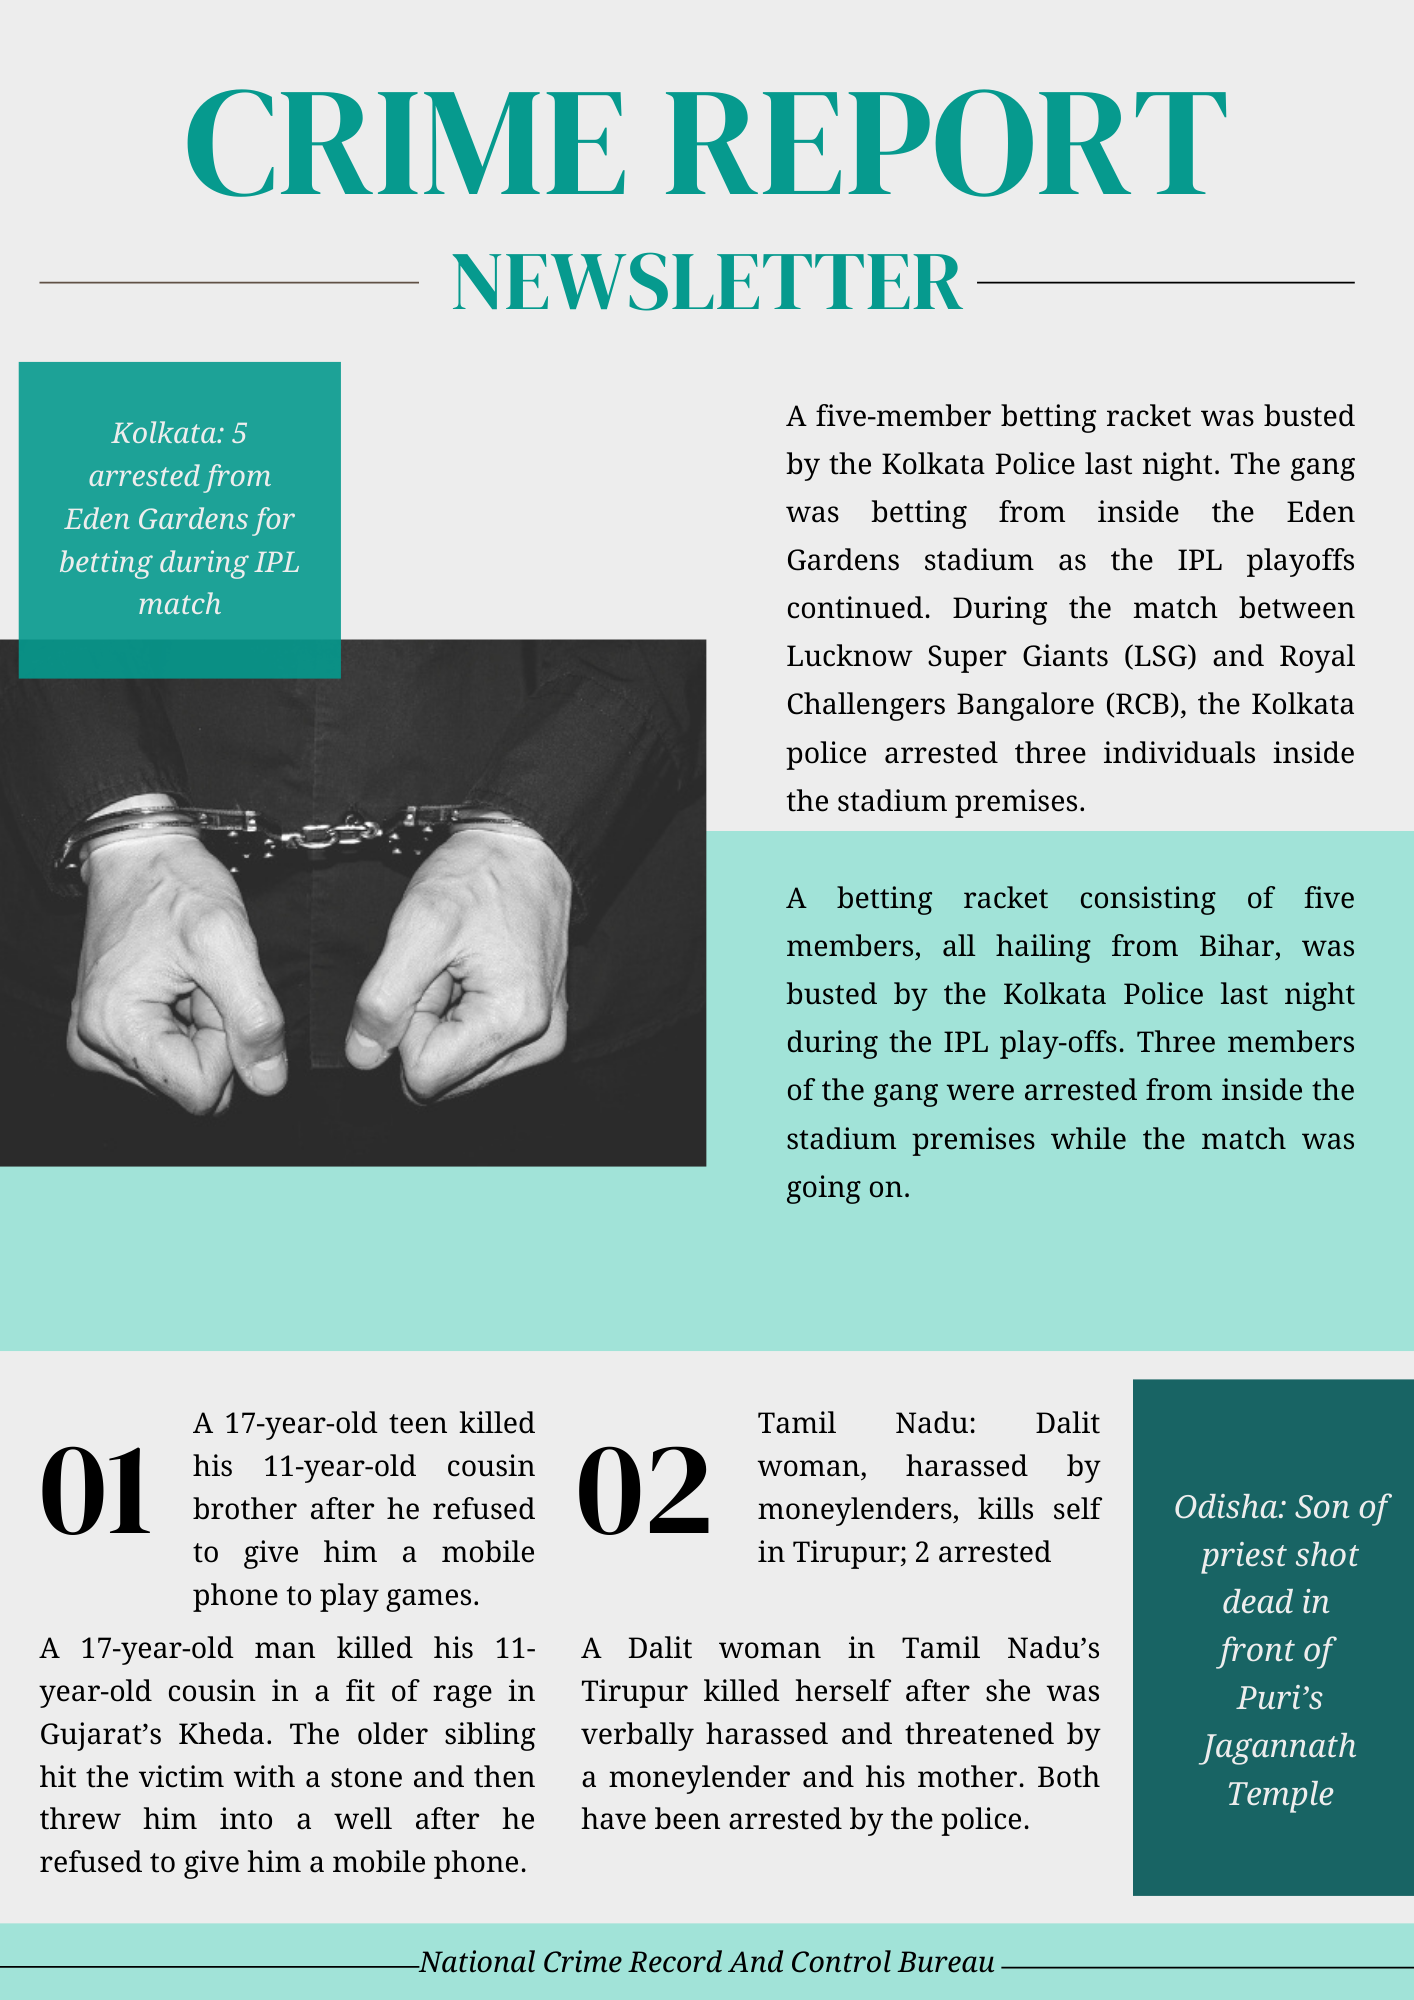 CRIME REPORT
NEWSLETTER
Kolkata: 5
arrested from
Eden Gardens for
betting during IPL
match
A five-member betting racket was busted
by the Kolkata Police last night. The gang
was betting from inside the Eden
Gardens stadium as the IPL playoffs
continued. During the match between
Lucknow Super Giants (LSG) and Royal
Challengers Bangalore (RCB), the Kolkata
police arrested three individuals inside
the stadium premises.
A betting racket consisting of five
members, all hailing from Bihar, was
busted by the Kolkata Police last night
during the IPL play-offs. Three members
of the gang were arrested from inside the
stadium premises while the match was
going on.
01
A 17-year-old teen killed
his 11-year-old cousin
brother after he refused
to give him a mobile
phone to play games.
A 17-year-old man killed his 11-
year-old cousin in a fit of rage in
Gujarat’s Kheda. The older sibling
hit the victim with a stone and then
threw him into a well after he
refused to give him a mobile phone.
02
Tamil Nadu: Dalit
woman, harassed by
moneylenders, kills self
in Tirupur; 2 arrested
A Dalit woman in Tamil Nadu’s
Tirupur killed herself after she was
verbally harassed and threatened by
a moneylender and his mother. Both
have been arrested by the police.
Odisha: Son of
priest shot
dead in
front of
Puri’s
Jagannath
Temple
National Crime Record And Control Bureau